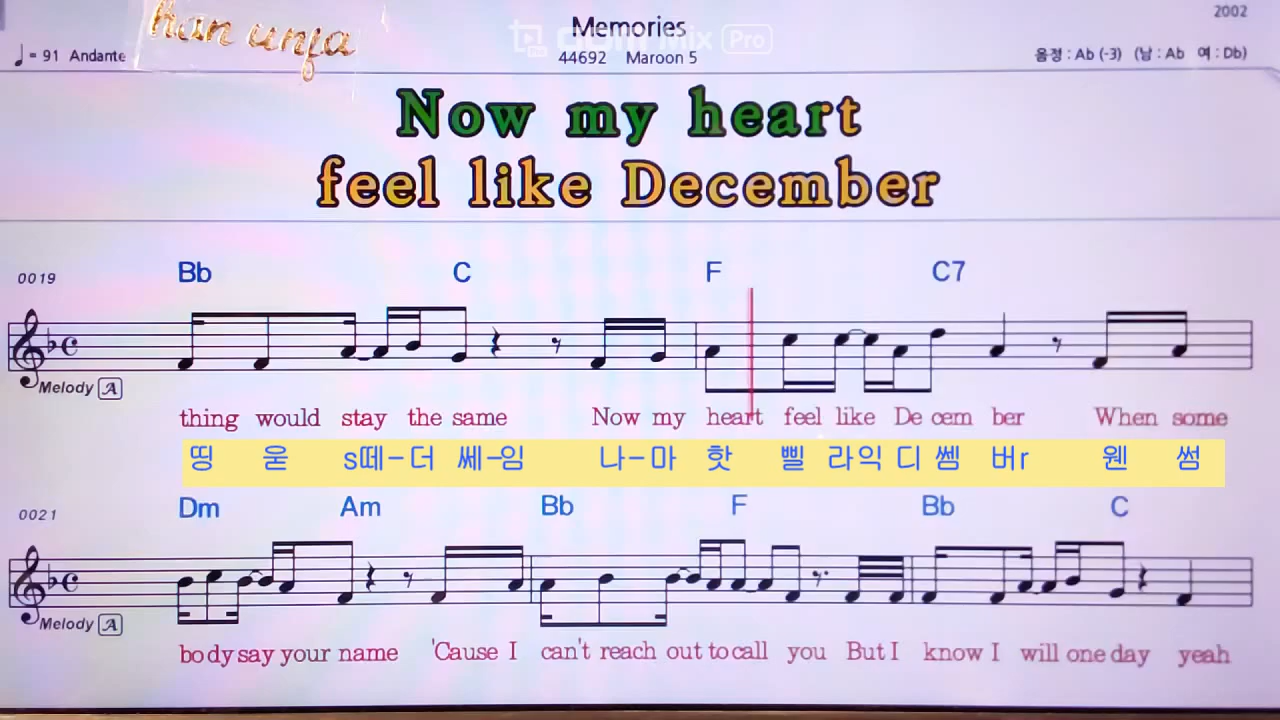 han unfa
Memories
2002
♩= 91 Andante
44692 Maroon 5
음정 : Ab (-3) (남 : Ab 여 : Db)
Pro
Now my heart
feel like December
0019
Bb C F C7
Melody A
thing would stay the same Now my heart feel like De cem ber When some
띵 욷 s떼-더 쎄-임 나-마 핫 삘 라익 디 쎔 버r 웬 썸
0021
Dm Am Bb F Bb C
Melody A
body say your name 'Cause I can't reach out to call you But I know I will one day yeah